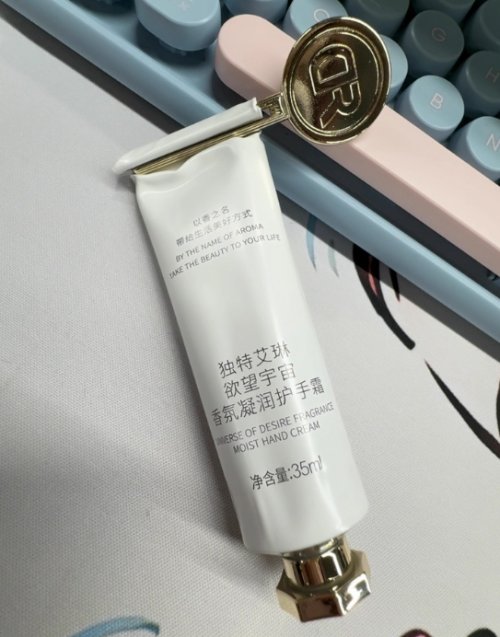 DR
以香之名
带给生活美好方式
BY THE NAME OF AROMA
TAKE THE BEAUTY TO YOUR LIFE
独特艾琳
欲望宇宙
香氛凝润护手霜
UNIVERSE OF DESIRE FRAGRANCE
MOIST HAND CREAM
净含量:35ml
B
N